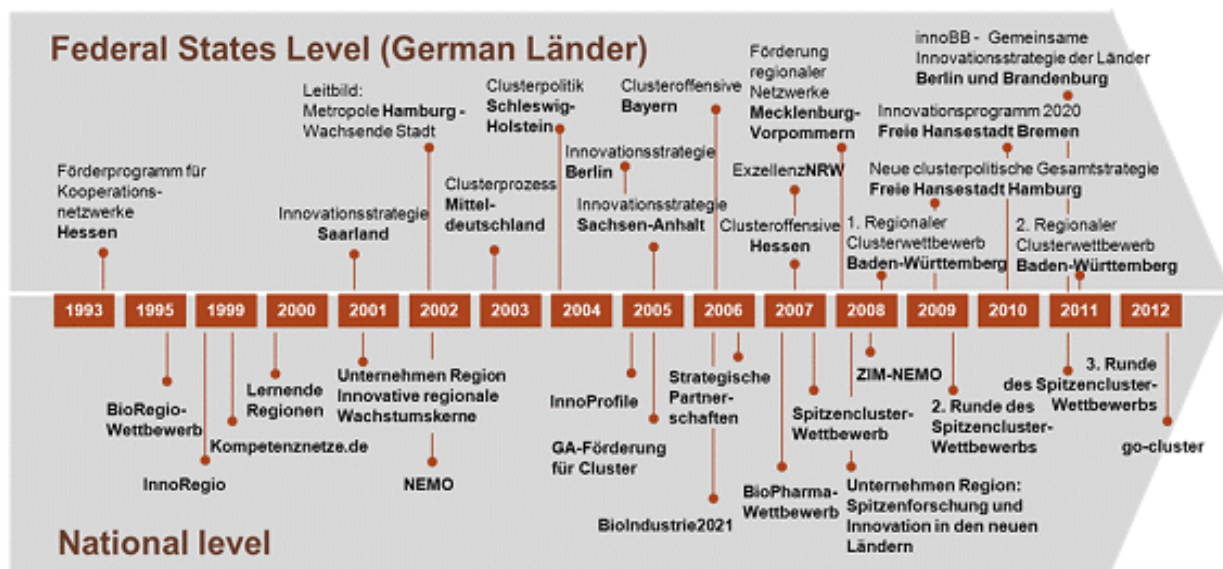 Federal States Level (German Länder)
Förderprogramm für
Kooperations-
netzwerke
Hessen
Innovationsstrategie
Saarland
Leitbild:
Metropole Hamburg -
Wachsende Stadt
Clusterprozess
Mittel-
deutschland
Clusterpolitik
Schleswig-
Holstein
Innovationsstrategie
Berlin
Innovationsstrategie
Sachsen-Anhalt
Clusteroffensive
Bayern
Förderung
regionaler
Netzwerke
Mecklenburg-
Vorpommern
ExzellenzNRW
Clusteroffensive
Hessen
innoBB - Gemeinsame
Innovationsstrategie der Länder
Berlin und Brandenburg
Innovationsprogramm 2020
Freie Hansestadt Bremen
Neue clusterpolitische Gesamtstrategie
Freie Hansestadt Hamburg
1. Regionaler
Clusterwettbewerb
Baden-Württemberg
2. Regionaler
Clusterwettbewerb
Baden-Württemberg
1993 1995 1999 2000 2001 2002 2003 2004 2005 2006 2007 2008 2009 2010 2011 2012
BioRegio-
Wettbewerb
InnoRegio
Kompetenznetze.de
Lernende
Regionen
Unternehmen Region
Innovative regionale
Wachstumskerne
NEMO
InnoProfile
GA-Förderung
für Cluster
Strategische
Partner-
schaften
BioIndustrie2021
BioPharma-
Wettbewerb
Spitzencluster-
Wettbewerb
ZIM-NEMO
Unternehmen Region:
Spitzenforschung und
Innovation in den neuen
Ländern
2. Runde des
Spitzencluster-
Wettbewerbs
3. Runde
des Spitzencluster-
Wettbewerbs
go-cluster
National level